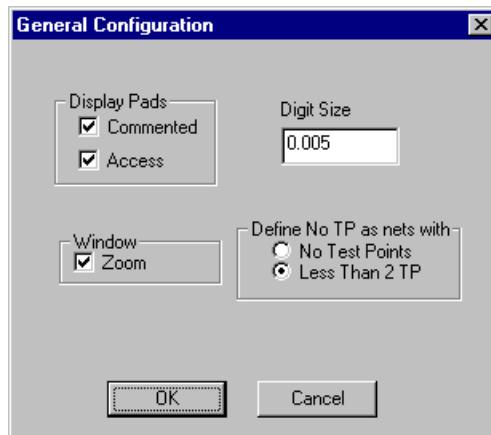 General Configuration
Display Pads
Commented
Access
Digit Size
0.005
Window
Zoom
Define No TP as nets with
No Test Points
Less Than 2 TP
OK
Cancel